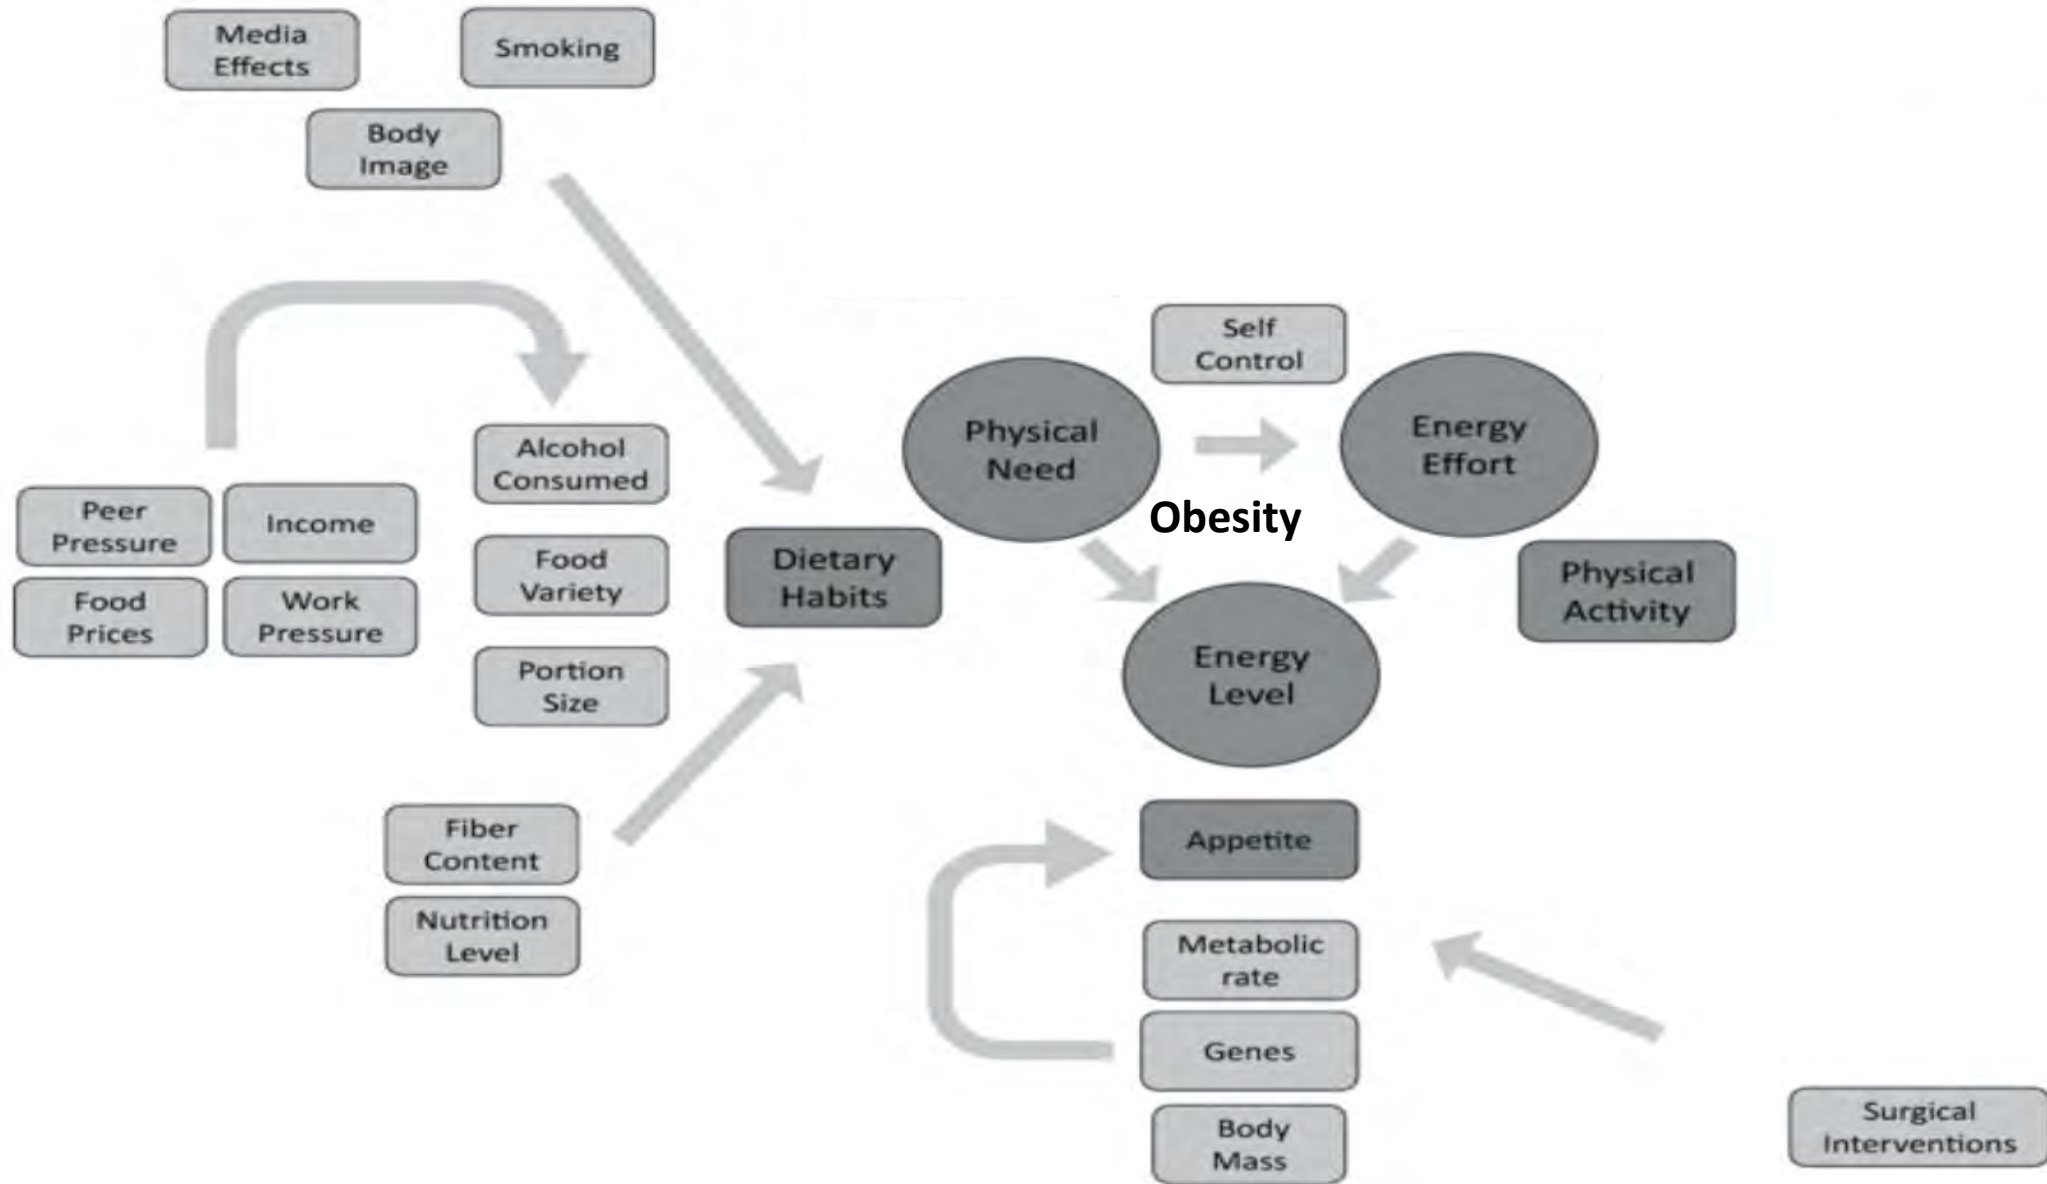 Media
Effects
Smoking
Body
Image
Self
Control
Physical
Need
Energy
Effort
Obesity
Alcohol
Consumed
Peer
Pressure
Income
Food
Variety
Dietary
Habits
Physical
Activity
Food
Prices
Work
Pressure
Portion
Size
Energy
Level
Fiber
Content
Appetite
Nutrition
Level
Metabolic
rate
Genes
Body
Mass
Surgical
Interventions